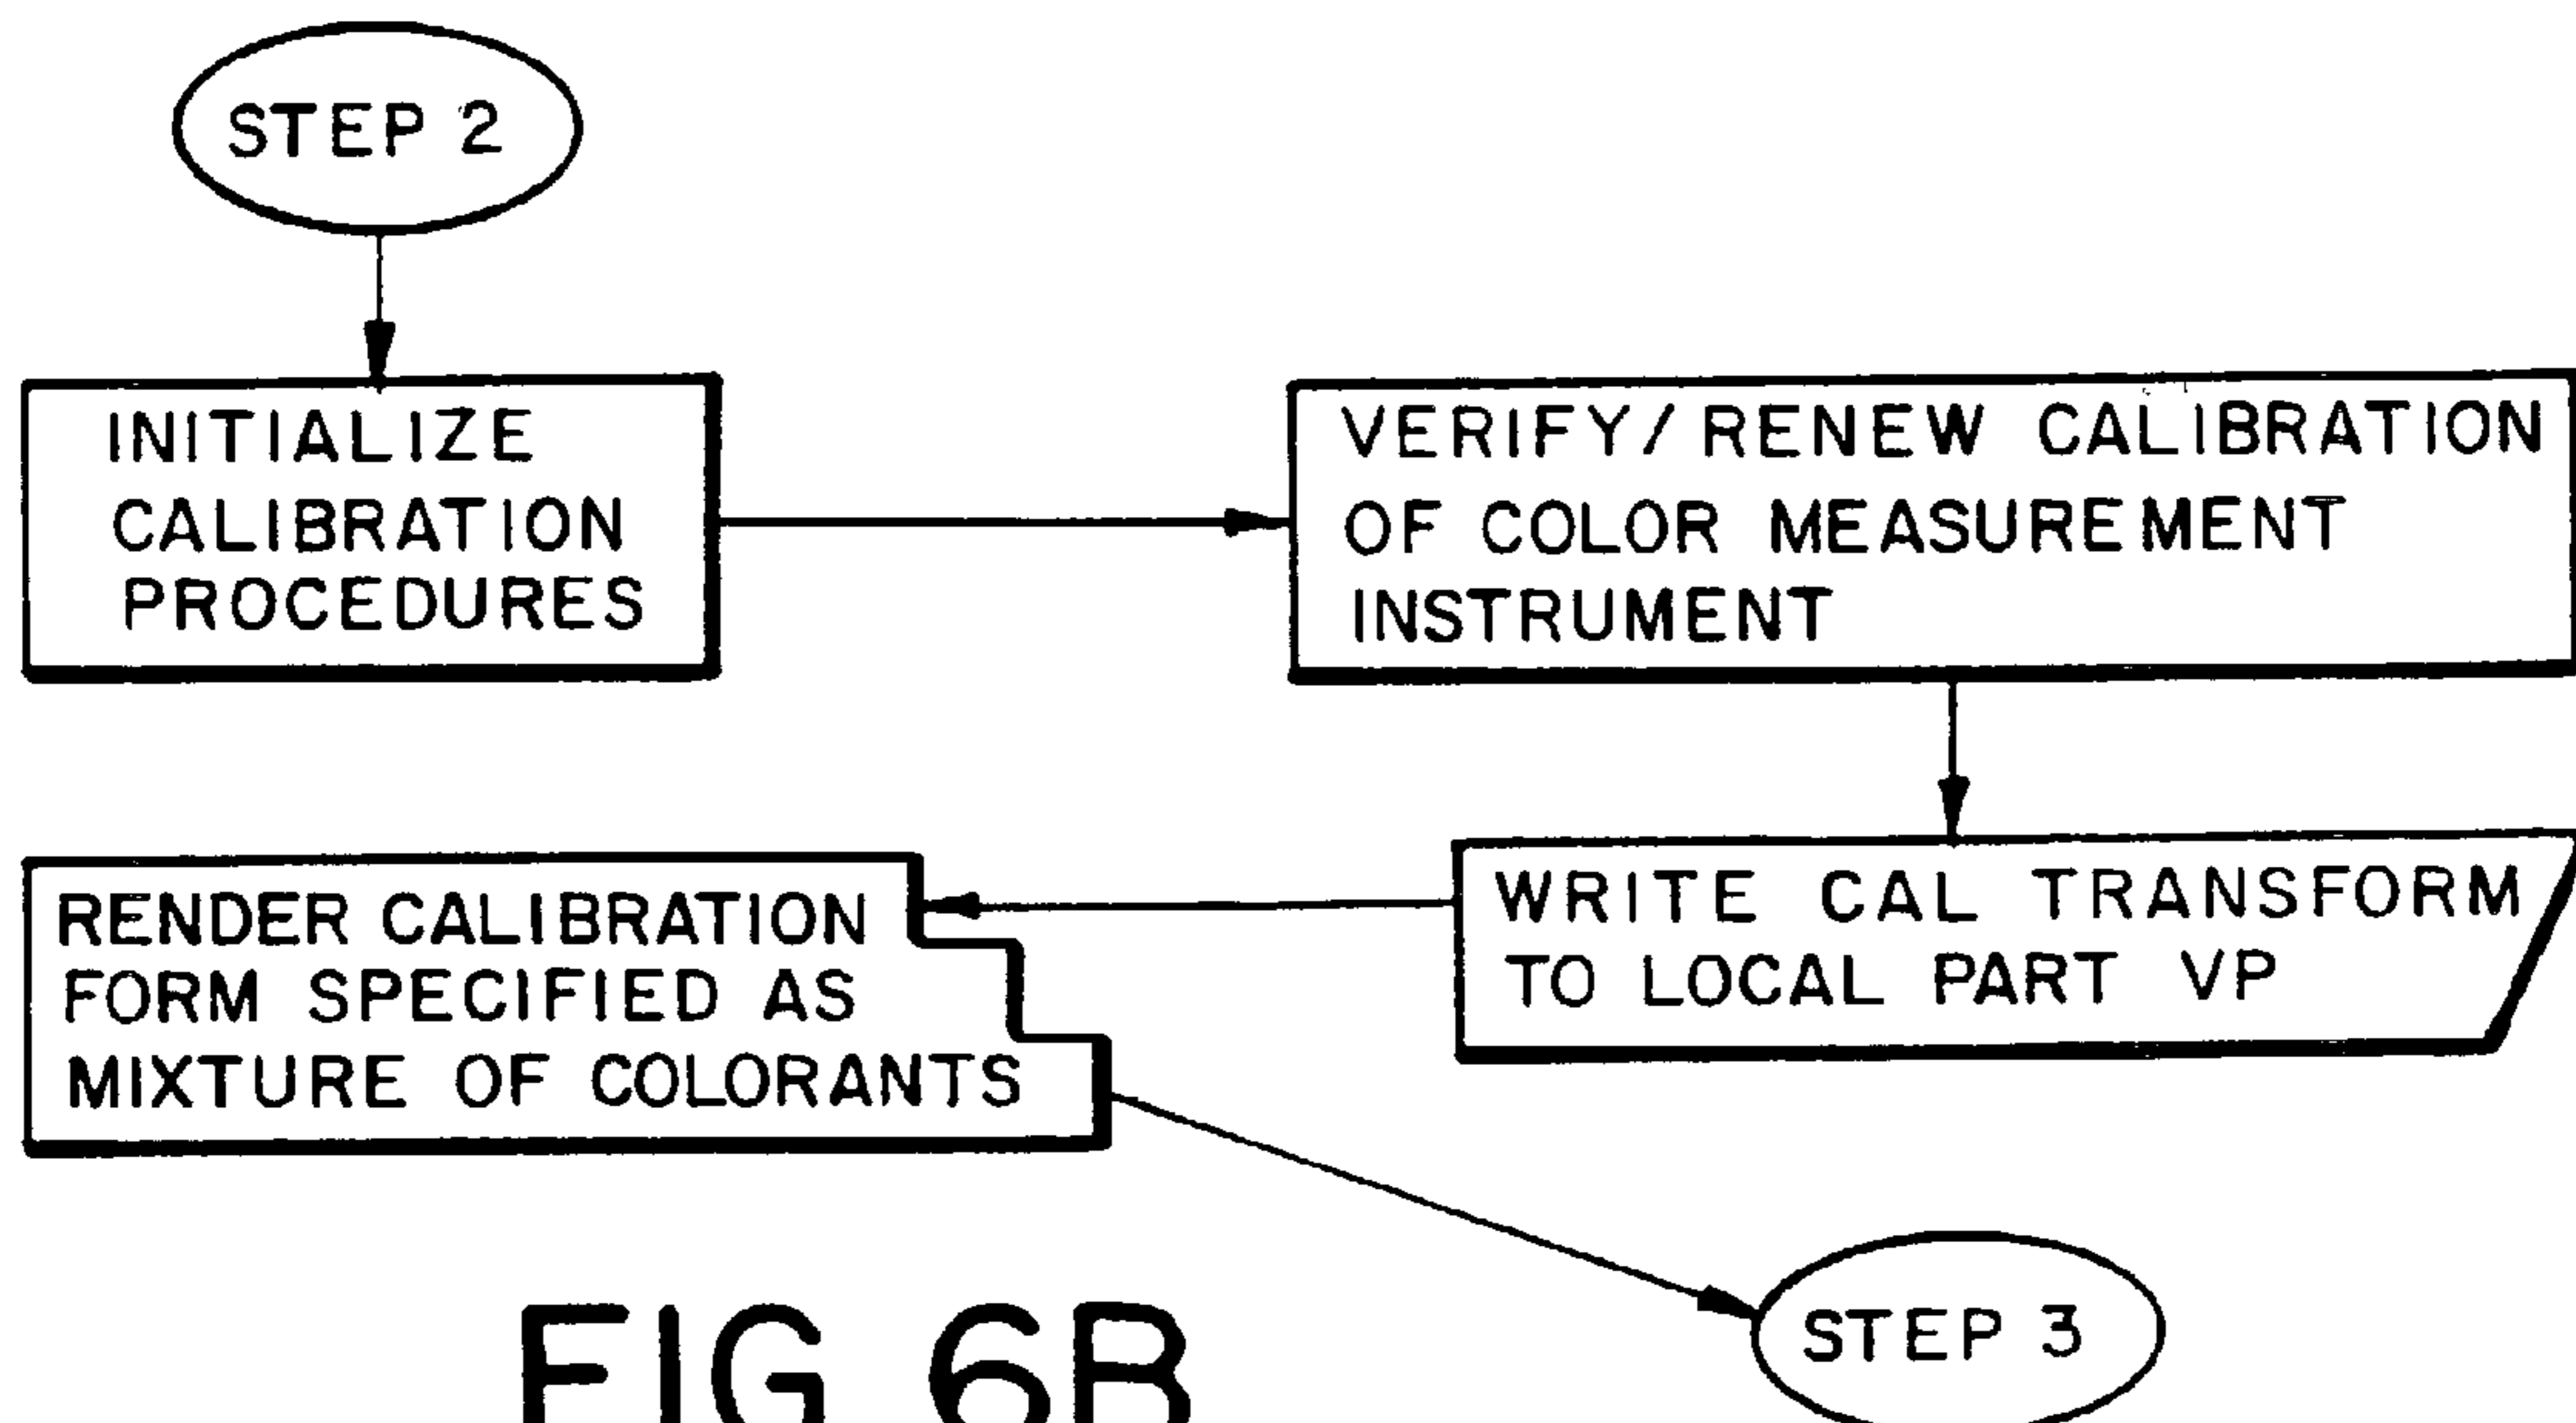 STEP 2
INITIALIZE
CALIBRATION
PROCEDURES
VERIFY/RENEW CALIBRATION
OF COLOR MEASUREMENT
INSTRUMENT
WRITE CAL TRANSFORM
TO LOCAL PART VP
RENDER CALIBRATION
FORM SPECIFIED AS
MIXTURE OF COLORANTS
STEP 3
FIG 6B